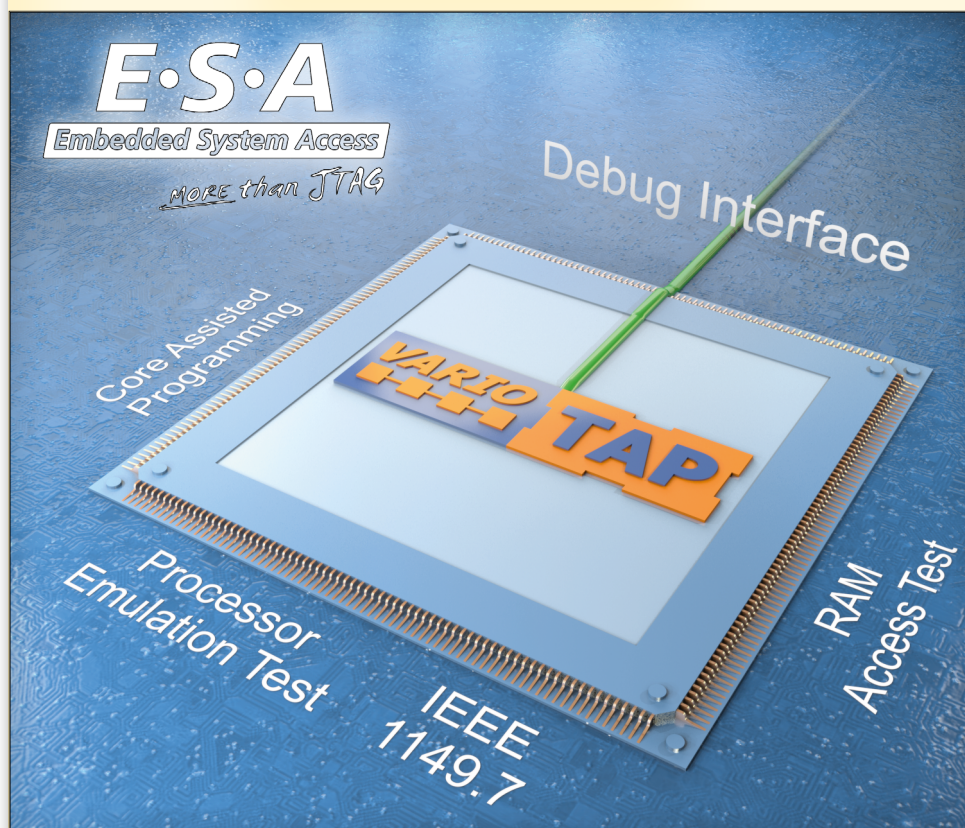 E·S·A
Embedded System Access
MORE than JTAG
Debug Interface
Core Assisted
Programming
VARIO
TAP
Processor
Emulation Test
IEEE
1149.7
RAM
Access Test